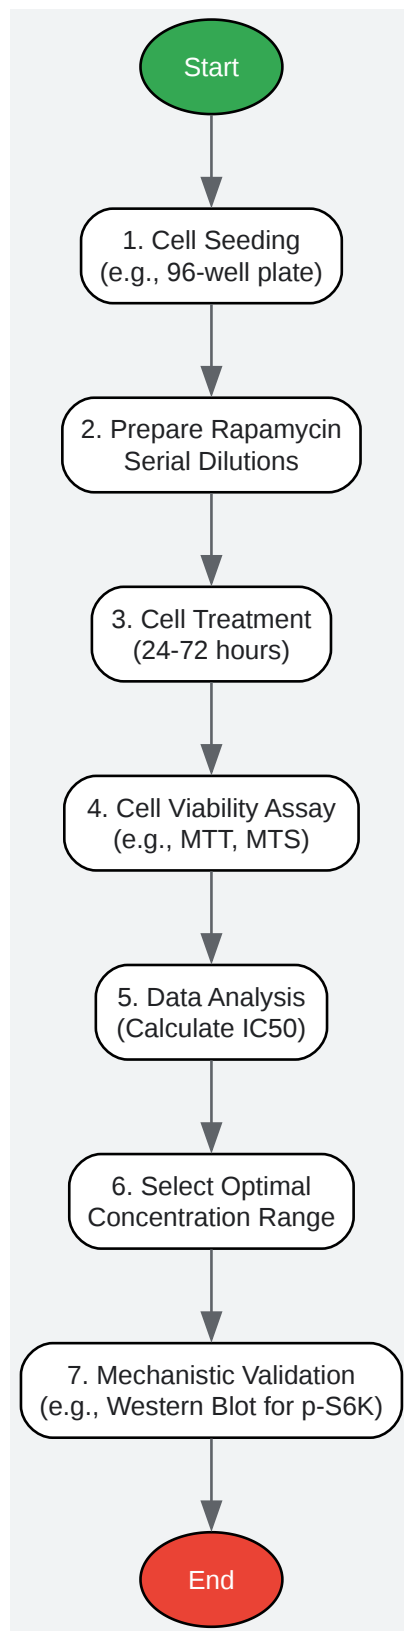 Start
1. Cell Seeding
(e.g., 96-well plate)
2. Prepare Rapamycin
Serial Dilutions
3. Cell Treatment
(24-72 hours)
4. Cell Viability Assay
(e.g., MTT, MTS)
5. Data Analysis
(Calculate IC50)
6. Select Optimal
Concentration Range
7. Mechanistic Validation
(e.g., Western Blot for p-S6K)
End